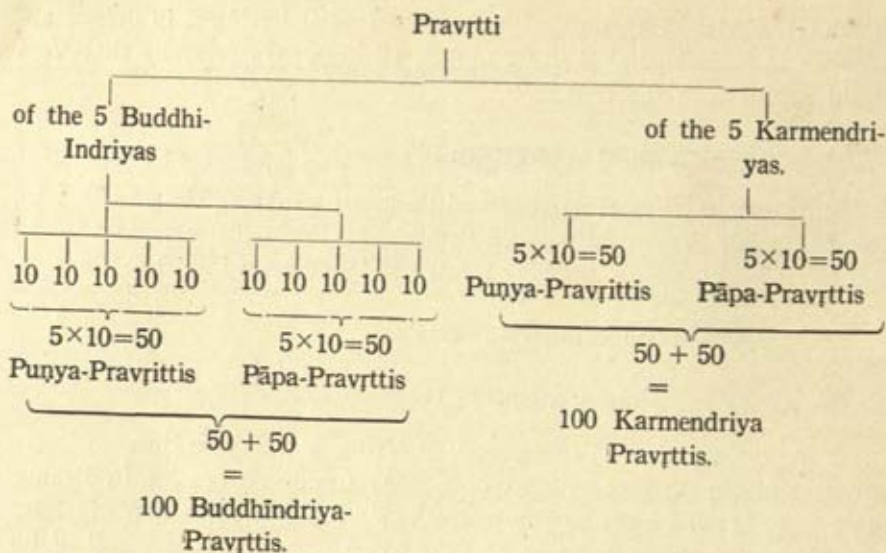 Pravṛtti
of the 5 Buddhi-
Indriyas
of the 5 Karmendri-
yas.
10 10 10 10 10
10 10 10 10 10
5×10=50
Puṇya-Pravṛittis
5×10=50
Pāpa-Pravṛttis
50 + 50
=
100 Buddhīndriya-
Pravṛttis.
5×10=50
Puṇya-Pravṛittis
5×10=50
Pāpa-Pravṛttis
50 + 50
=
100 Karmendriya
Pravṛttis.